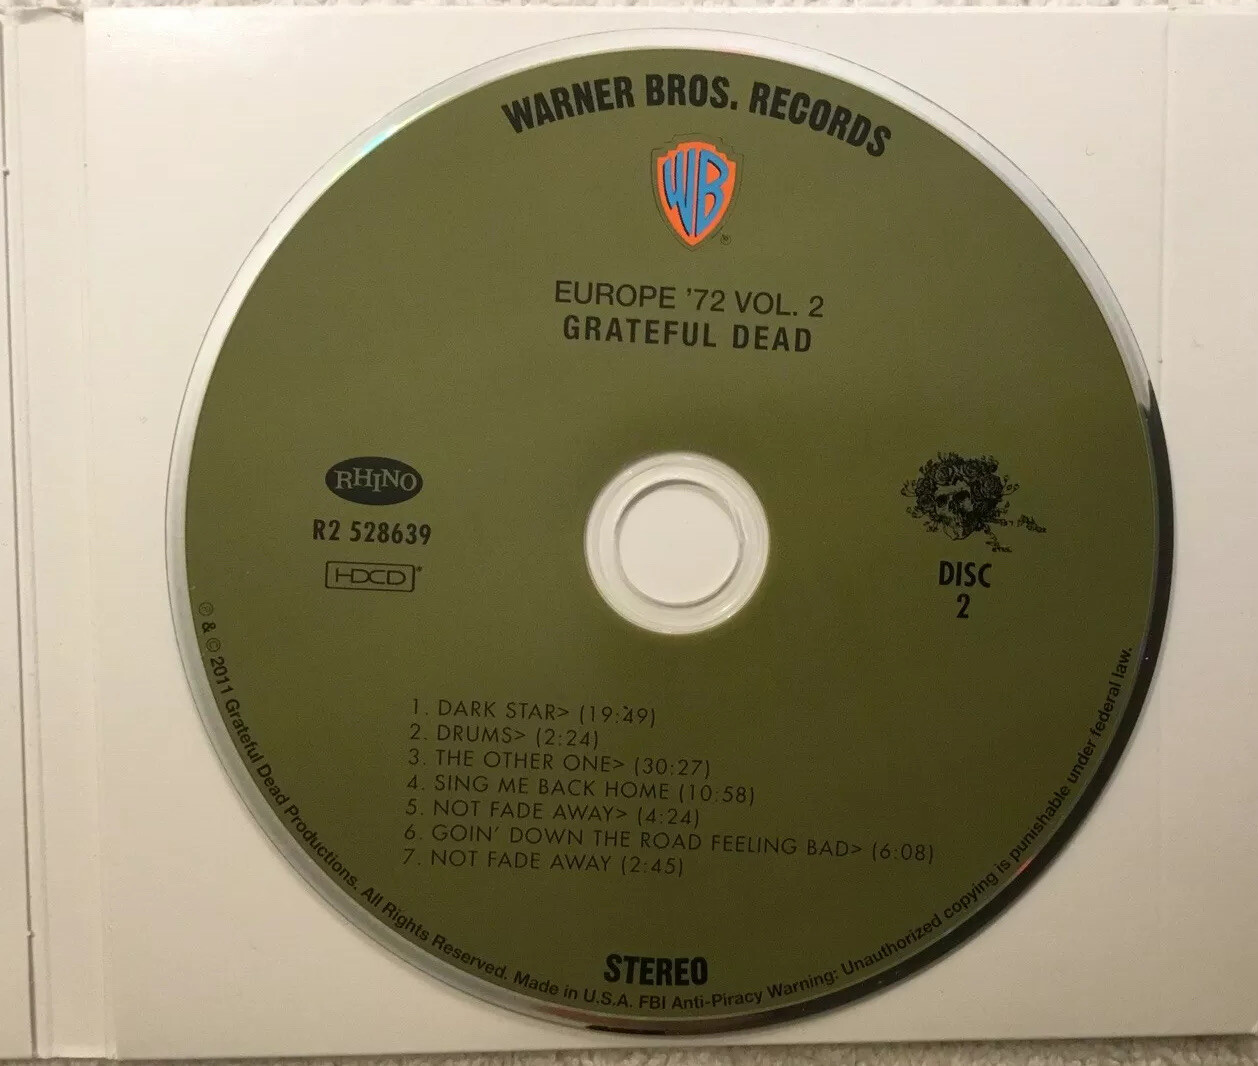 WARNER BROS. RECORDS
WB
®
EUROPE '72 VOL. 2
GRATEFUL DEAD
RHINO
R2 528639
HDCD®
DISC
2
1. DARK STAR> (19:49)
2. DRUMS> (2:24)
3. THE OTHER ONE> (30:27)
4. SING ME BACK HOME (10:58)
5. NOT FADE AWAY> (4:24)
6. GOIN' DOWN THE ROAD FEELING BAD> (6:08)
7. NOT FADE AWAY (2:45)
STEREO
℗ & © 2011 Grateful Dead Productions. All Rights Reserved. Made in U.S.A. FBI Anti-Piracy Warning: Unauthorized copying is punishable under federal law.